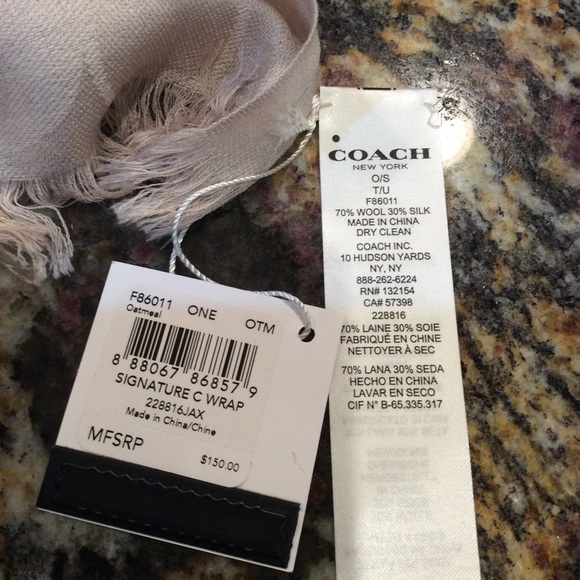 F86011 ONE OTM
Oatmeal
8 88067 86857 9
SIGNATURE C WRAP
228816JAX
Made in China/Chine
MFSRP
$150.00
COACH
NEW YORK
O/S
T/U
F86011
70% WOOL 30% SILK
MADE IN CHINA
DRY CLEAN
COACH INC.
10 HUDSON YARDS
NY, NY
888-262-6224
RN# 132154
CA# 57398
228816
70% LAINE 30% SOIE
FABRIQUÉ EN CHINE
NETTOYER À SEC
70% LANA 30% SEDA
HECHO EN CHINA
LAVAR EN SECO
CIF N° B-65.335.317